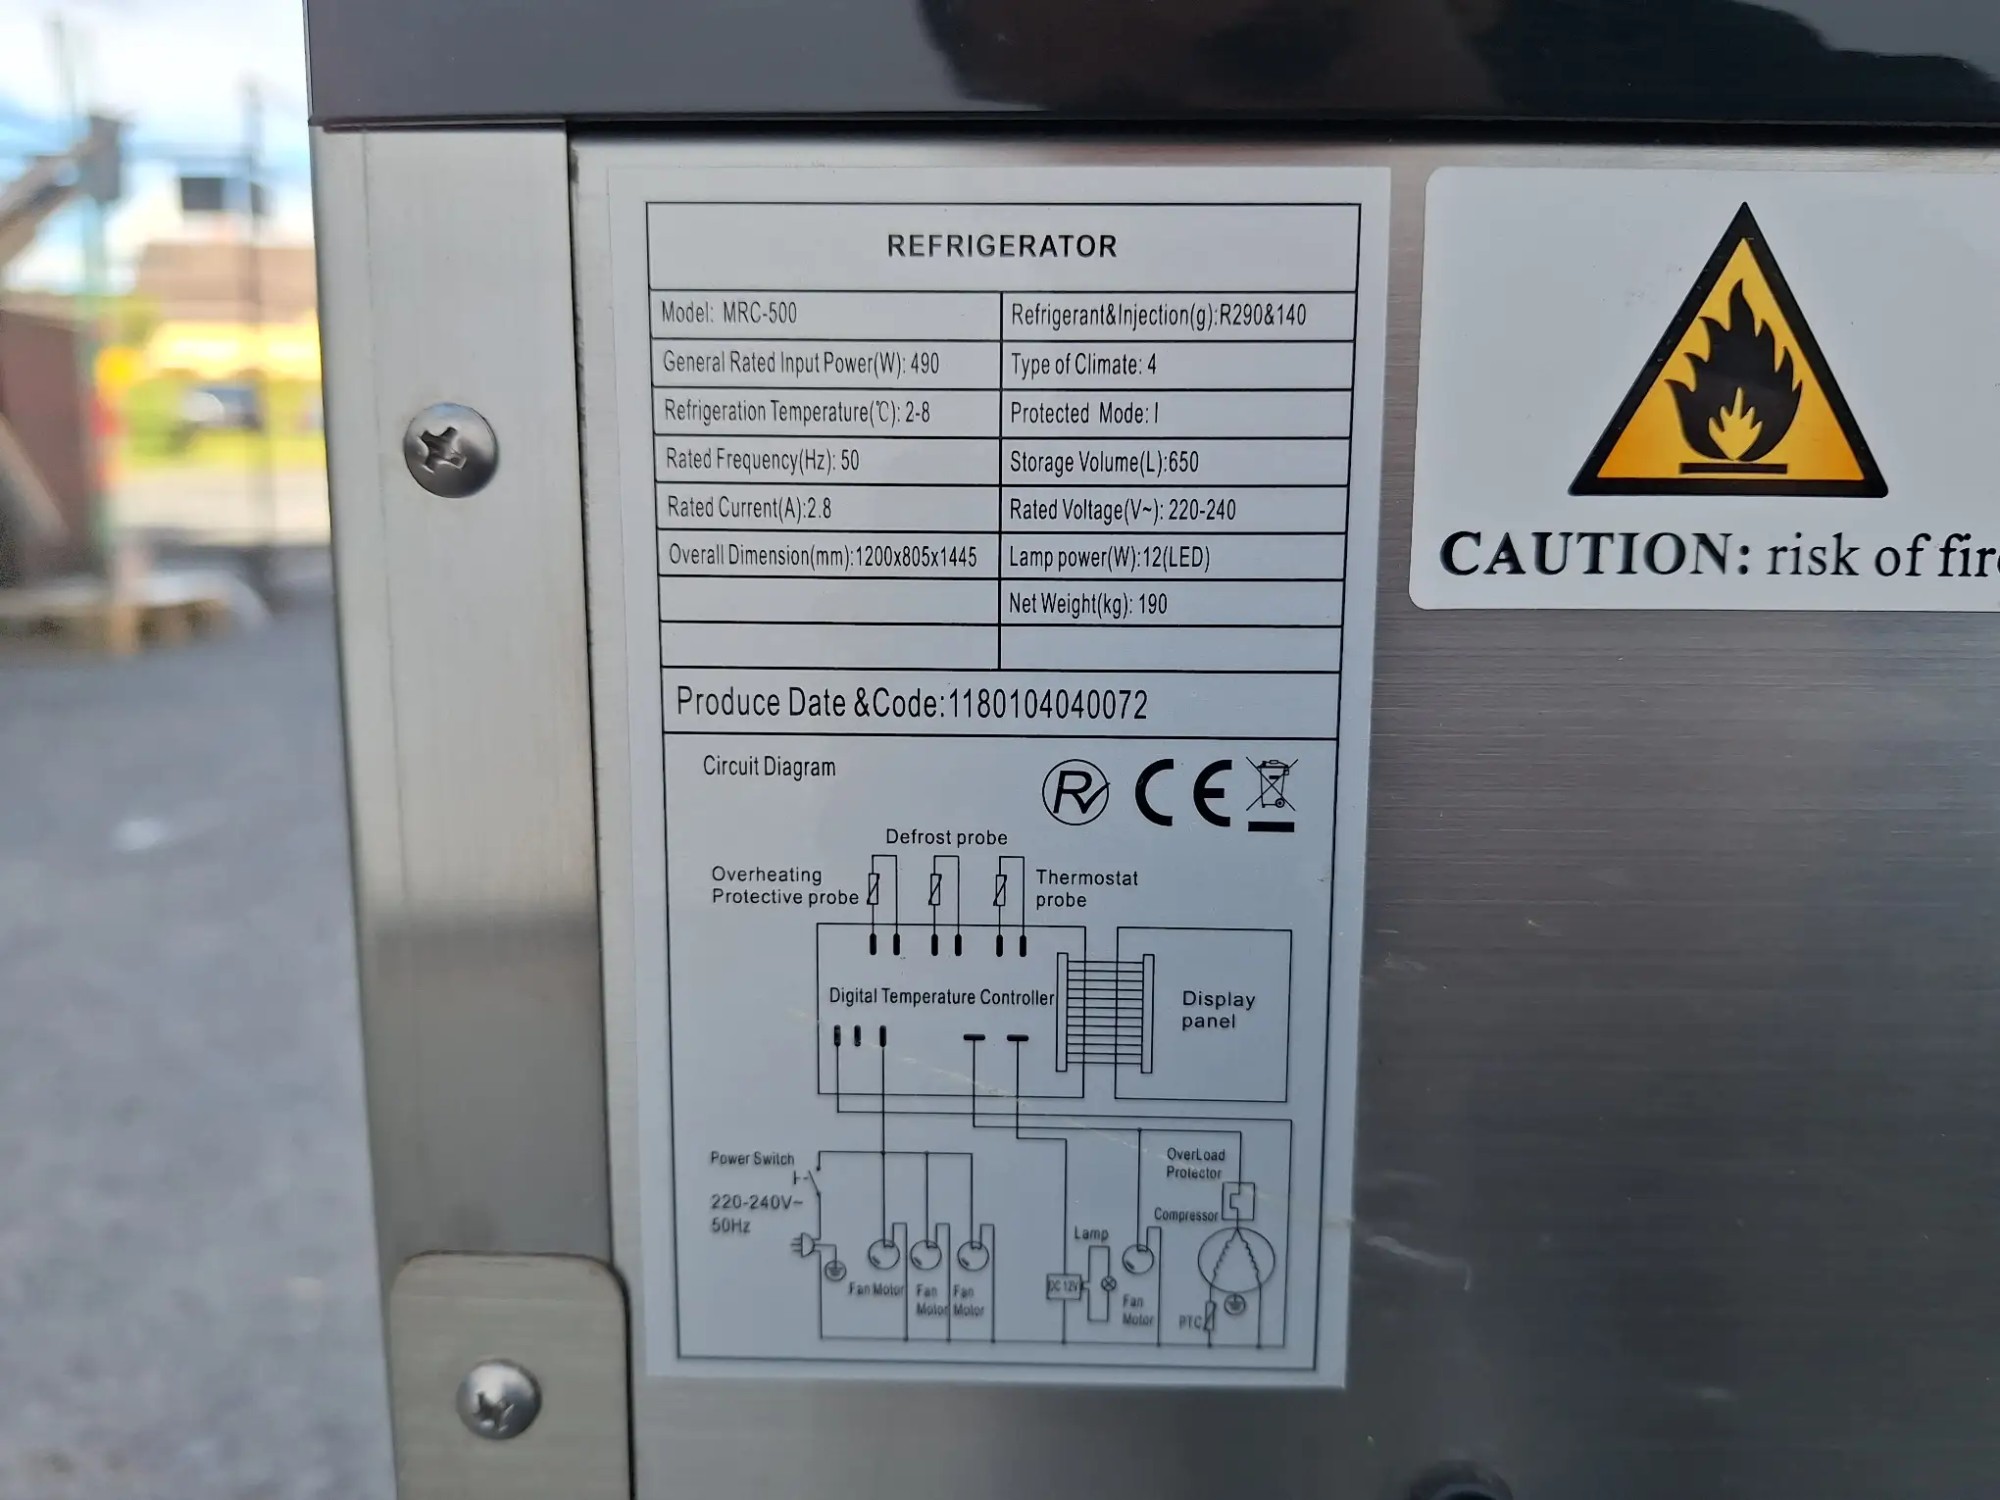 REFRIGERATOR
Model: MRC-500
Refrigerant&Injection(g):R290&140
General Rated Input Power(W): 490
Type of Climate: 4
Refrigeration Temperature(℃): 2-8
Protected Mode: I
Rated Frequency(Hz): 50
Storage Volume(L):650
Rated Current(A):2.8
Rated Voltage(V~): 220-240
Overall Dimension(mm):1200x805x1445
Lamp power(W):12(LED)
Net Weight(kg): 190
Produce Date &Code:1180104040072
Circuit Diagram
R CE
Defrost probe
Overheating
Protective probe
Thermostat
probe
Digital Temperature Controller
Display
panel
Power Switch
220-240V~
50Hz
OverLoad
Protector
Compressor
Lamp
DC 12V
Fan Motor
Fan
Motor
Fan
Motor
Fan
Motor
PTC
CAUTION: risk of fire